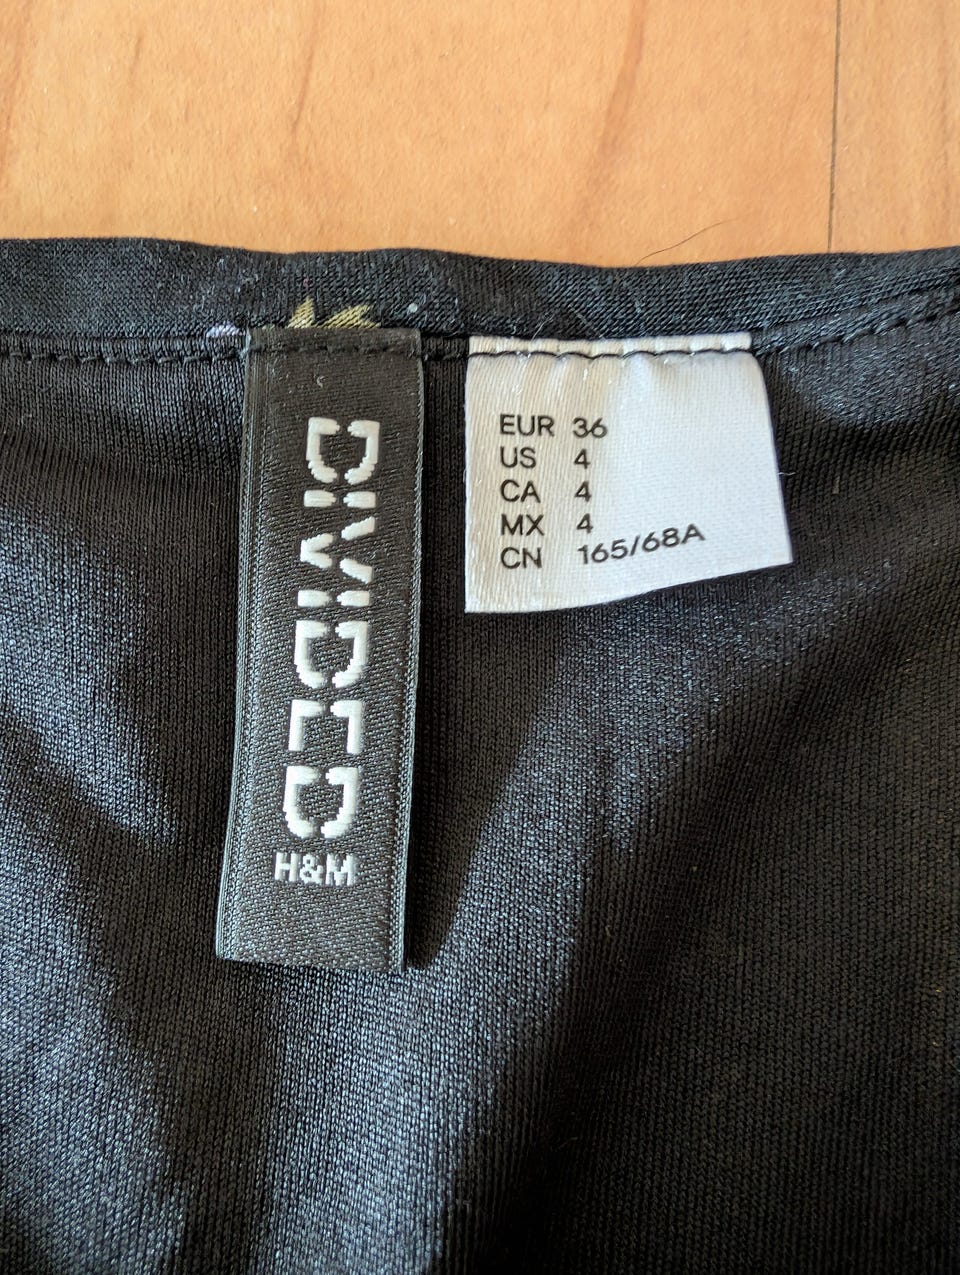 DIVIDED
H&M
EUR 36
US 4
CA 4
MX 4
CN 165/68A